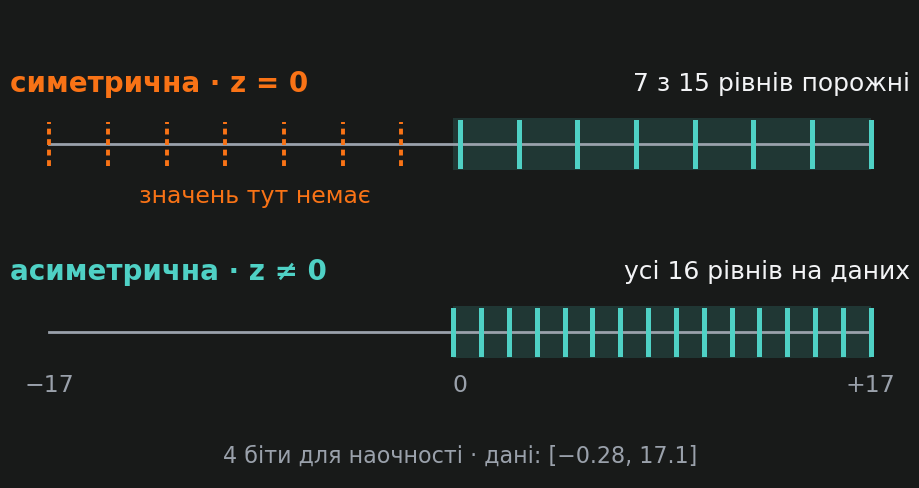 симетрична · z = 0
7 з 15 рівнів порожні
значень тут немає
асиметрична · z ≠ 0
усі 16 рівнів на даних
−17
0
+17
4 біти для наочності · дані: [−0.28, 17.1]